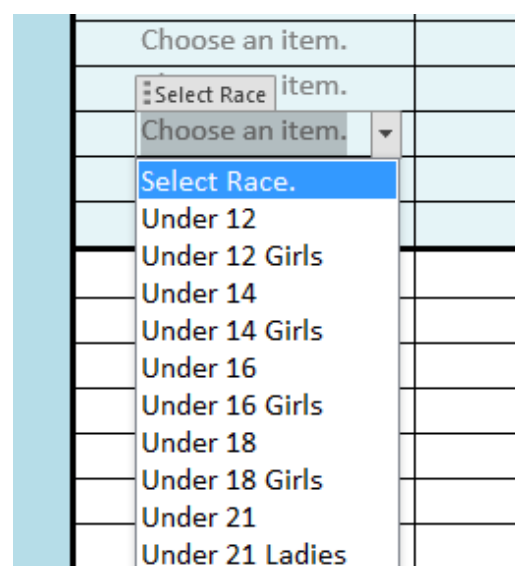 Choose an item.
Select Race item.
Choose an item.
Select Race.
Under 12
Under 12 Girls
Under 14
Under 14 Girls
Under 16
Under 16 Girls
Under 18
Under 18 Girls
Under 21
Under 21 Ladies